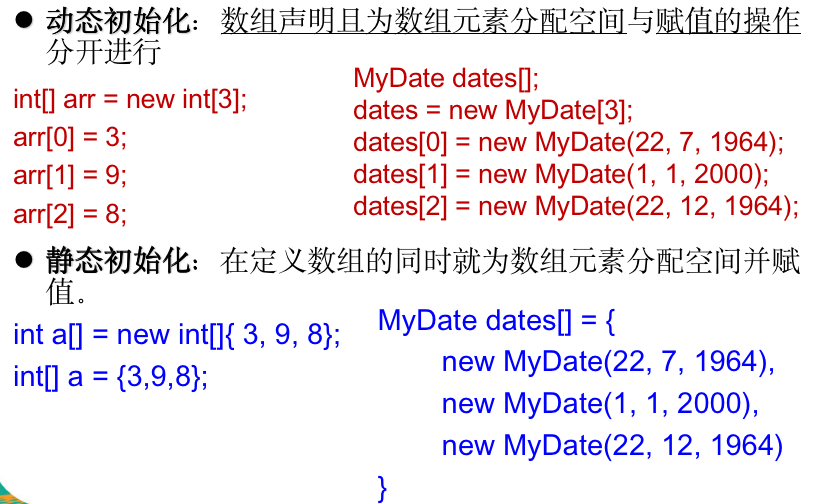 ● 动态初始化：数组声明且为数组元素分配空间与赋值的操作
分开进行
int[] arr = new int[3];
arr[0] = 3;
arr[1] = 9;
arr[2] = 8;
MyDate dates[];
dates = new MyDate[3];
dates[0] = new MyDate(22, 7, 1964);
dates[1] = new MyDate(1, 1, 2000);
dates[2] = new MyDate(22, 12, 1964);
● 静态初始化：在定义数组的同时就为数组元素分配空间并赋
值。
int a[] = new int[]{ 3, 9, 8};
int[] a = {3,9,8};
MyDate dates[] = {
new MyDate(22, 7, 1964),
new MyDate(1, 1, 2000),
new MyDate(22, 12, 1964)
}